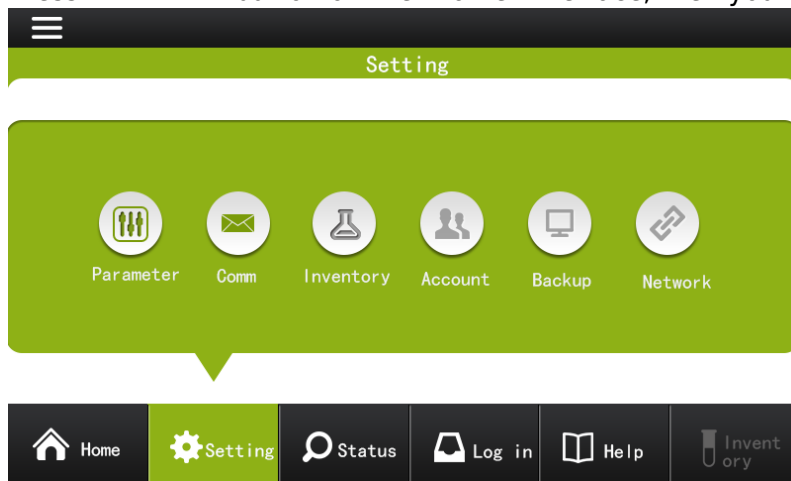 Setting
Parameter Comm Inventory Account Backup Network
Home Setting Status Log in Help Invent
ory